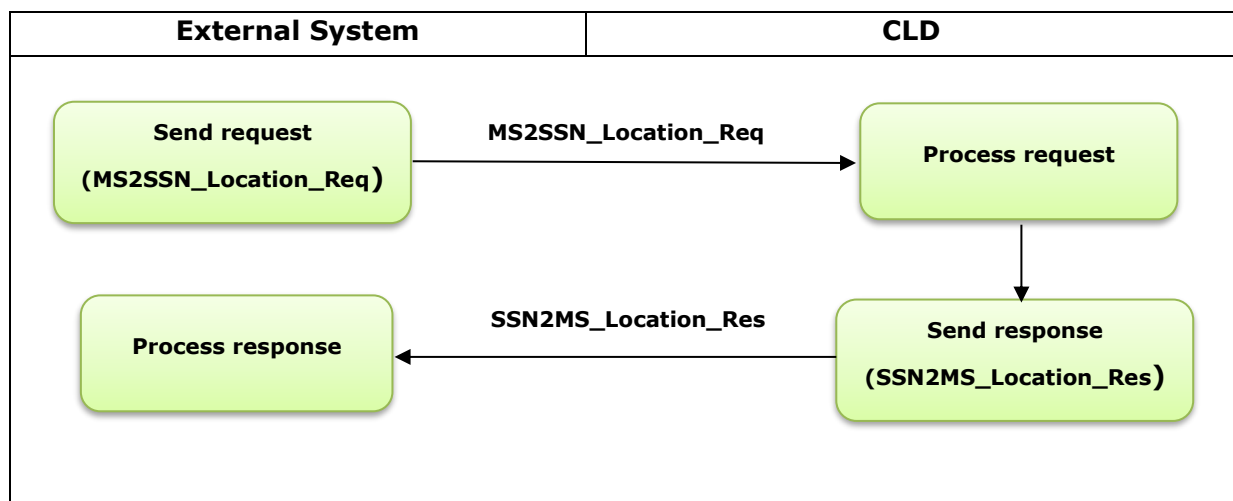 External System
CLD
Send request
(MS2SSN_Location_Req)
MS2SSN_Location_Req
Process request
Process response
SSN2MS_Location_Res
Send response
(SSN2MS_Location_Res)